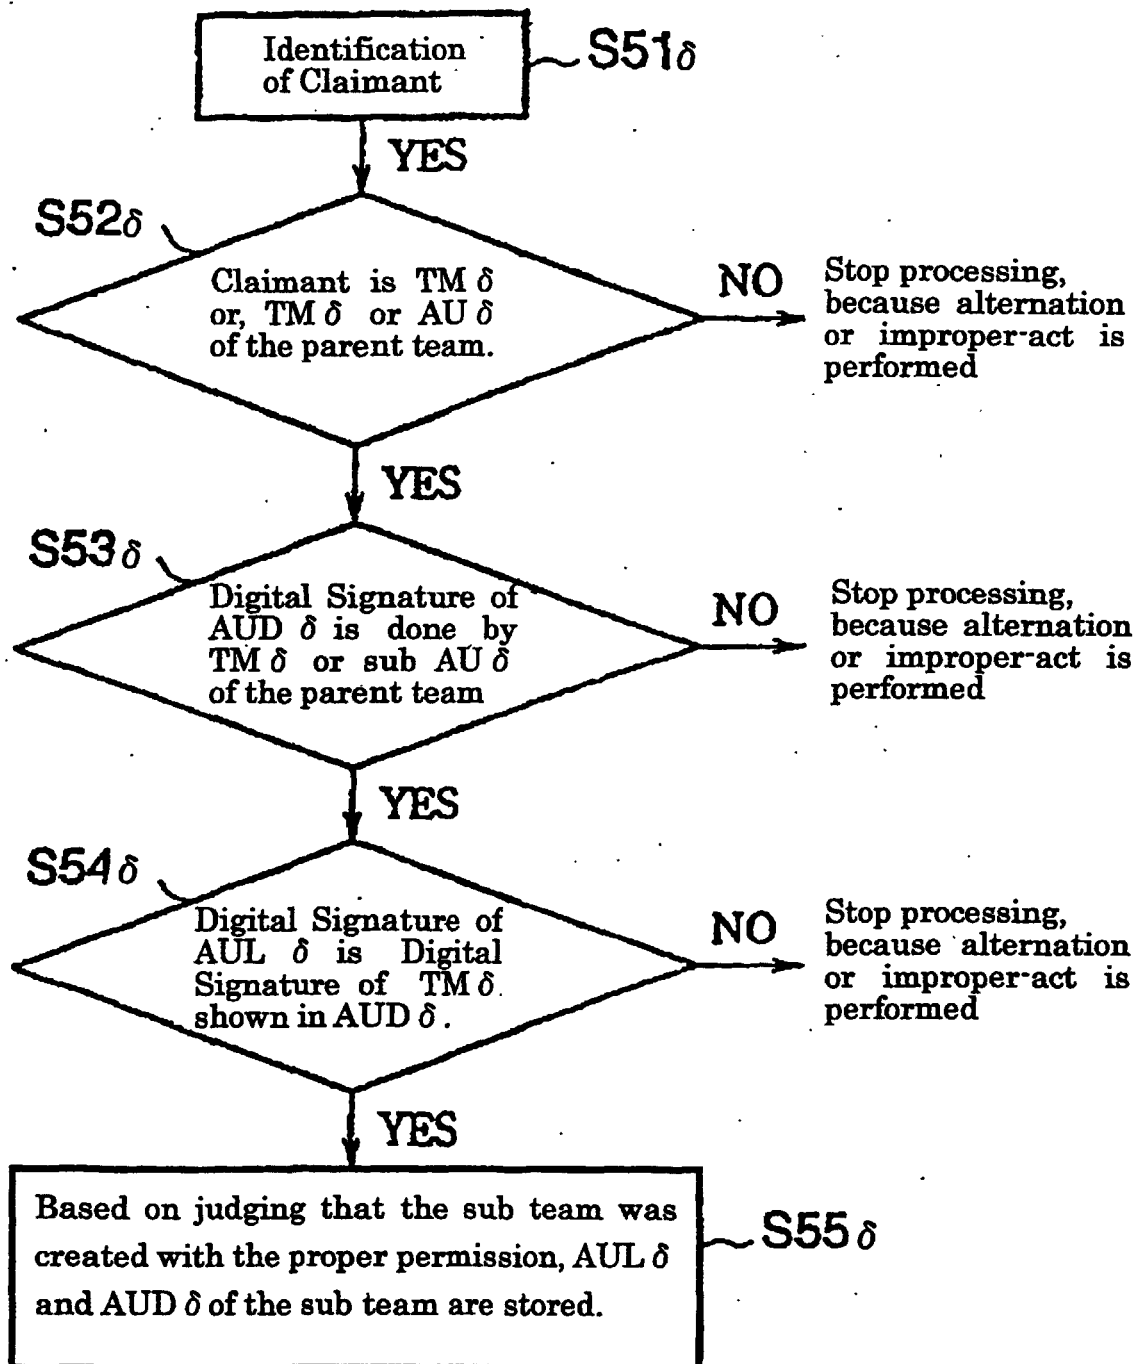 Identification
of Claimant
S51δ
YES
S52δ
Claimant is TM δ
or, TM δ or AU δ
of the parent team.
NO
Stop processing,
because alternation
or improper-act is
performed
YES
S53δ
Digital Signature of
AUD δ is done by
TM δ or sub AU δ
of the parent team
NO
Stop processing,
because alternation
or improper-act is
performed
YES
S54δ
Digital Signature of
AUL δ is Digital
Signature of TM δ
shown in AUD δ.
NO
Stop processing,
because alternation
or improper-act is
performed
YES
Based on judging that the sub team was
created with the proper permission, AUL δ
and AUD δ of the sub team are stored.
S55δ